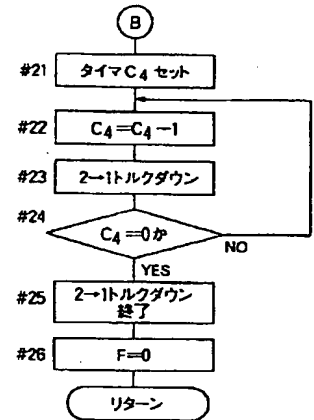 B
#21 タイマC4セット
#22 C4=C4-1
#23 2→1トルクダウン
#24 C4=0か
NO
YES
#25 2→1トルクダウン
終了
#26 F=0
リターン